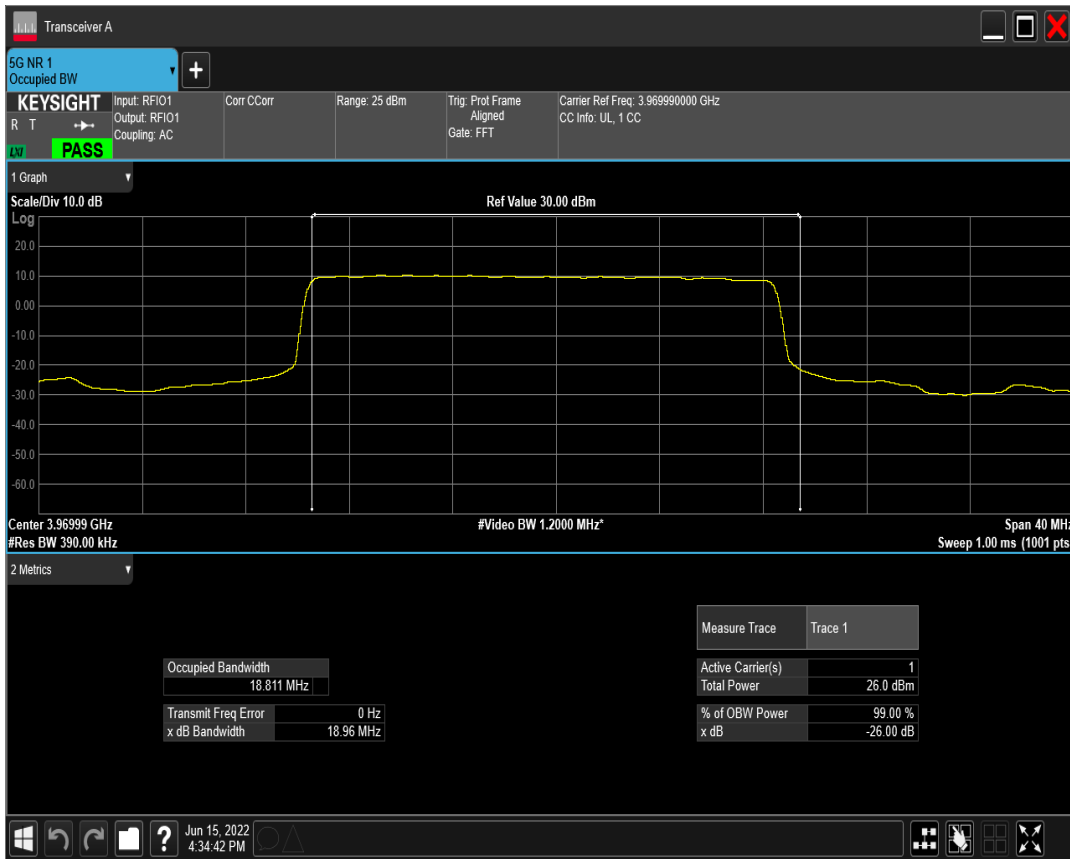 Transceiver A
5G NR 1
Occupied BW
KEYSIGHT
R T
LXI
PASS
Input: RFIO1
Output: RFIO1
Coupling: AC
Corr CCorr
Range: 25 dBm
Trig: Prot Frame
Aligned
Gate: FFT
Carrier Ref Freq: 3.969990000 GHz
CC Info: UL, 1 CC
1 Graph
Scale/Div 10.0 dB
Ref Value 30.00 dBm
Log
20.0
10.0
0.00
-10.0
-20.0
-30.0
-40.0
-50.0
-60.0
Center 3.96999 GHz
#Video BW 1.2000 MHz*
Span 40 MHz
#Res BW 390.00 kHz
Sweep 1.00 ms (1001 pts
2 Metrics
Measure Trace Trace 1
Occupied Bandwidth
18.811 MHz
Active Carrier(s) 1
Total Power 26.0 dBm
Transmit Freq Error 0 Hz
x dB Bandwidth 18.96 MHz
% of OBW Power 99.00 %
x dB -26.00 dB
?
Jun 15, 2022
4:34:42 PM